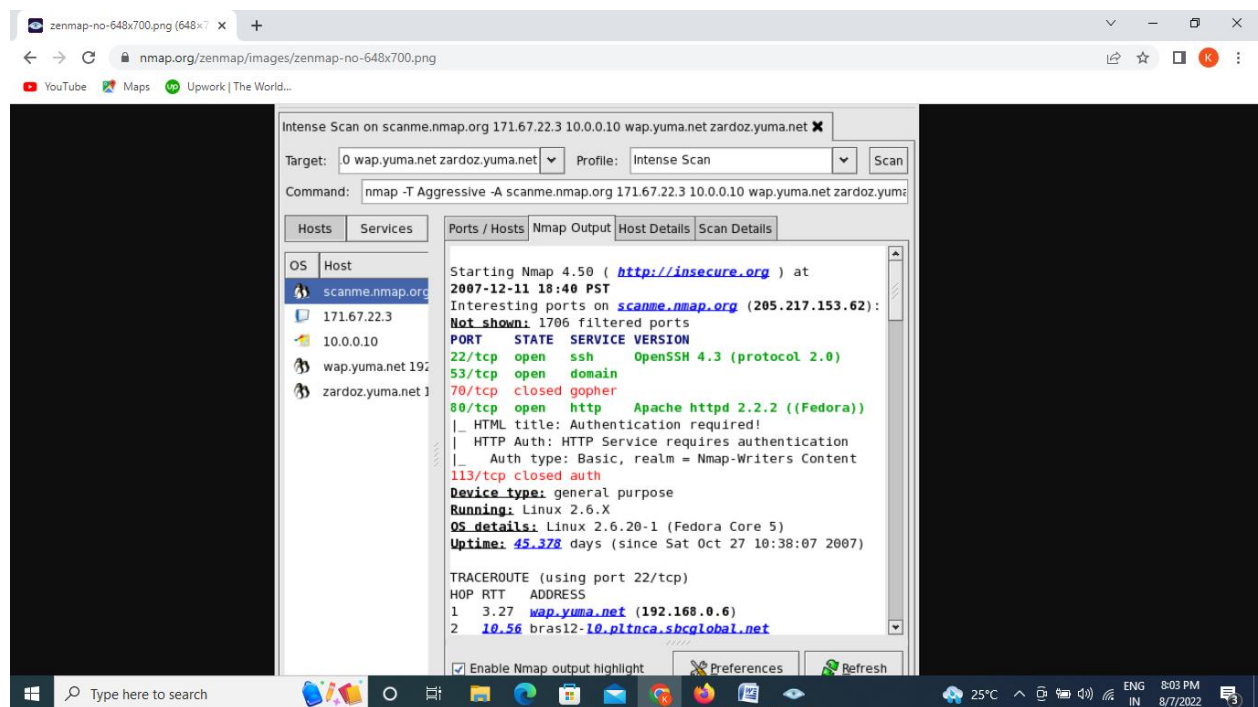 zenmap-no-648x700.png (648×7
nmap.org/zenmap/images/zenmap-no-648x700.png
K
YouTube Maps Upwork | The World...
Intense Scan on scanme.nmap.org 171.67.22.3 10.0.0.10 wap.yuma.net zardoz.yuma.net
Target: .0 wap.yuma.net zardoz.yuma.net Profile: Intense Scan Scan
Command: nmap -T Aggressive -A scanme.nmap.org 171.67.22.3 10.0.0.10 wap.yuma.net zardoz.yuma
Hosts Services Ports / Hosts Nmap Output Host Details Scan Details
OS Host
scanme.nmap.org
171.67.22.3
10.0.0.10
wap.yuma.net 192
zardoz.yuma.net 1
Starting Nmap 4.50 ( http://insecure.org ) at
2007-12-11 18:40 PST
Interesting ports on scanme.nmap.org (205.217.153.62):
Not shown: 1706 filtered ports
PORT STATE SERVICE VERSION
22/tcp open ssh OpenSSH 4.3 (protocol 2.0)
53/tcp open domain
70/tcp closed gopher
80/tcp open http Apache httpd 2.2.2 ((Fedora))
|_ HTML title: Authentication required!
| HTTP Auth: HTTP Service requires authentication
|_ Auth type: Basic, realm = Nmap-Writers Content
113/tcp closed auth
Device type: general purpose
Running: Linux 2.6.X
OS details: Linux 2.6.20-1 (Fedora Core 5)
Uptime: 45.378 days (since Sat Oct 27 10:38:07 2007)
TRACEROUTE (using port 22/tcp)
HOP RTT ADDRESS
1 3.27 wap.yuma.net (192.168.0.6)
2 10.56 bras12-l0.pltnca.sbcglobal.net
Enable Nmap output highlight Preferences Refresh
Type here to search
25°C
ENG
IN
8:03 PM
8/7/2022
3